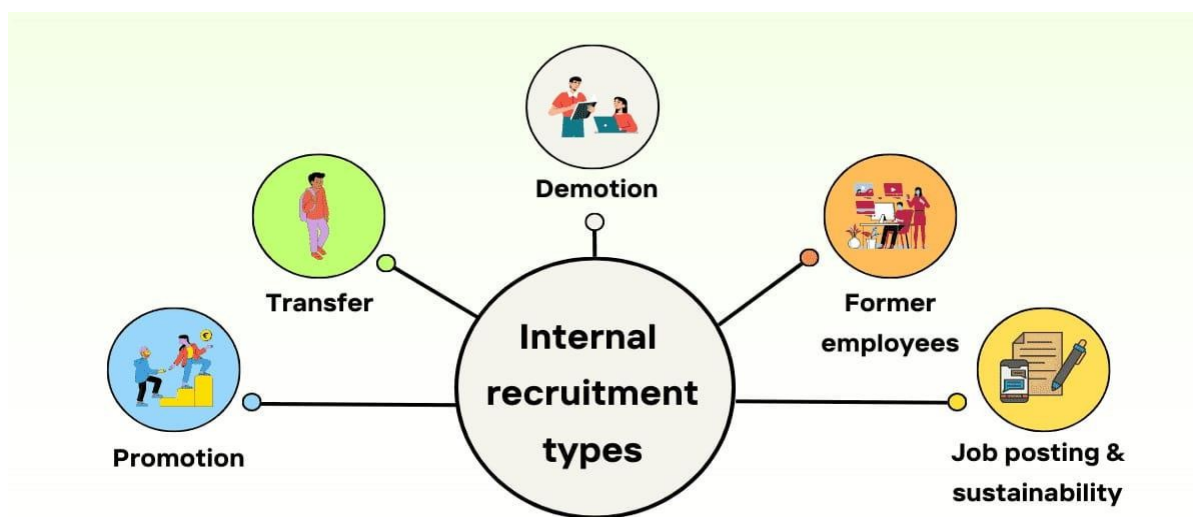 Demotion
Transfer
Former
employees
Promotion
Internal
recruitment
types
Job posting &
sustainability